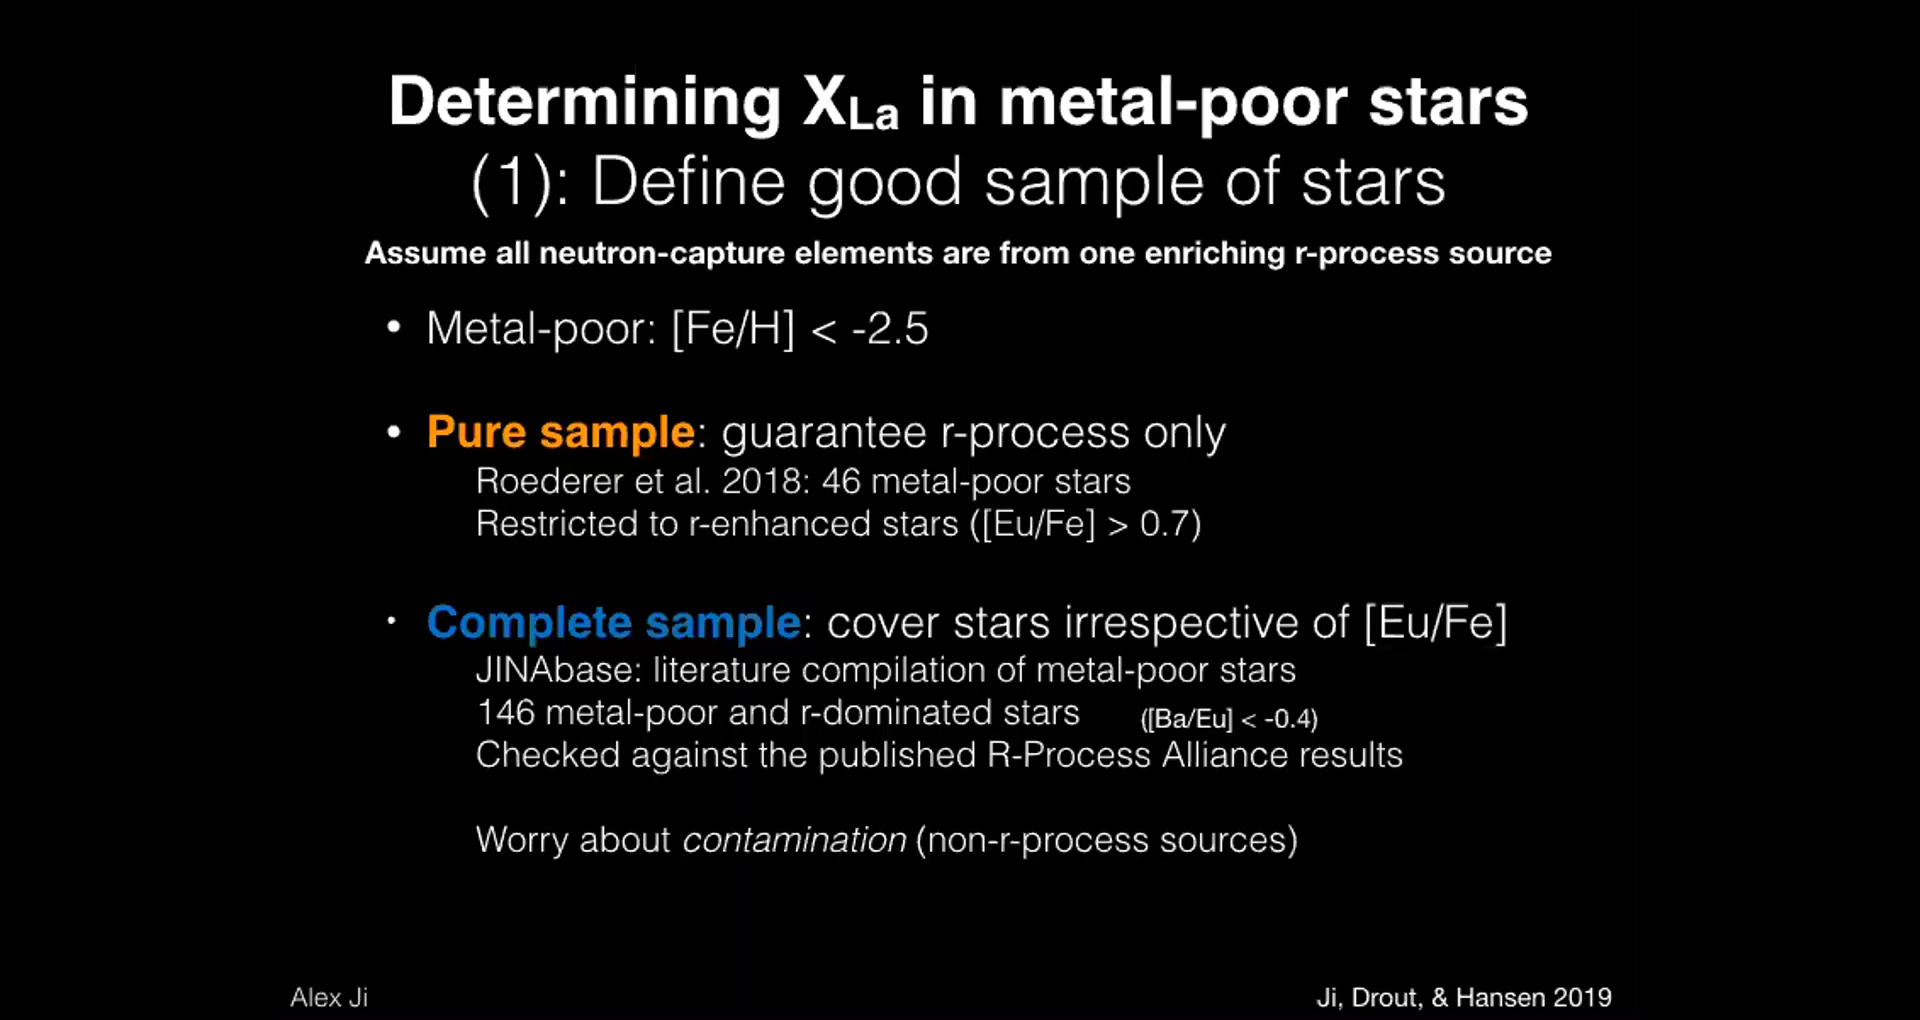 Determining XLa in metal-poor stars
(1): Define good sample of stars
Assume all neutron-capture elements are from one enriching r-process source
• Metal-poor: [Fe/H] < -2.5
• Pure sample: guarantee r-process only
Roederer et al. 2018: 46 metal-poor stars
Restricted to r-enhanced stars ([Eu/Fe] > 0.7)
• Complete sample: cover stars irrespective of [Eu/Fe]
JINAbase: literature compilation of metal-poor stars
146 metal-poor and r-dominated stars ([Ba/Eu] < -0.4)
Checked against the published R-Process Alliance results
Worry about contamination (non-r-process sources)
Alex Ji
Ji, Drout, & Hansen 2019